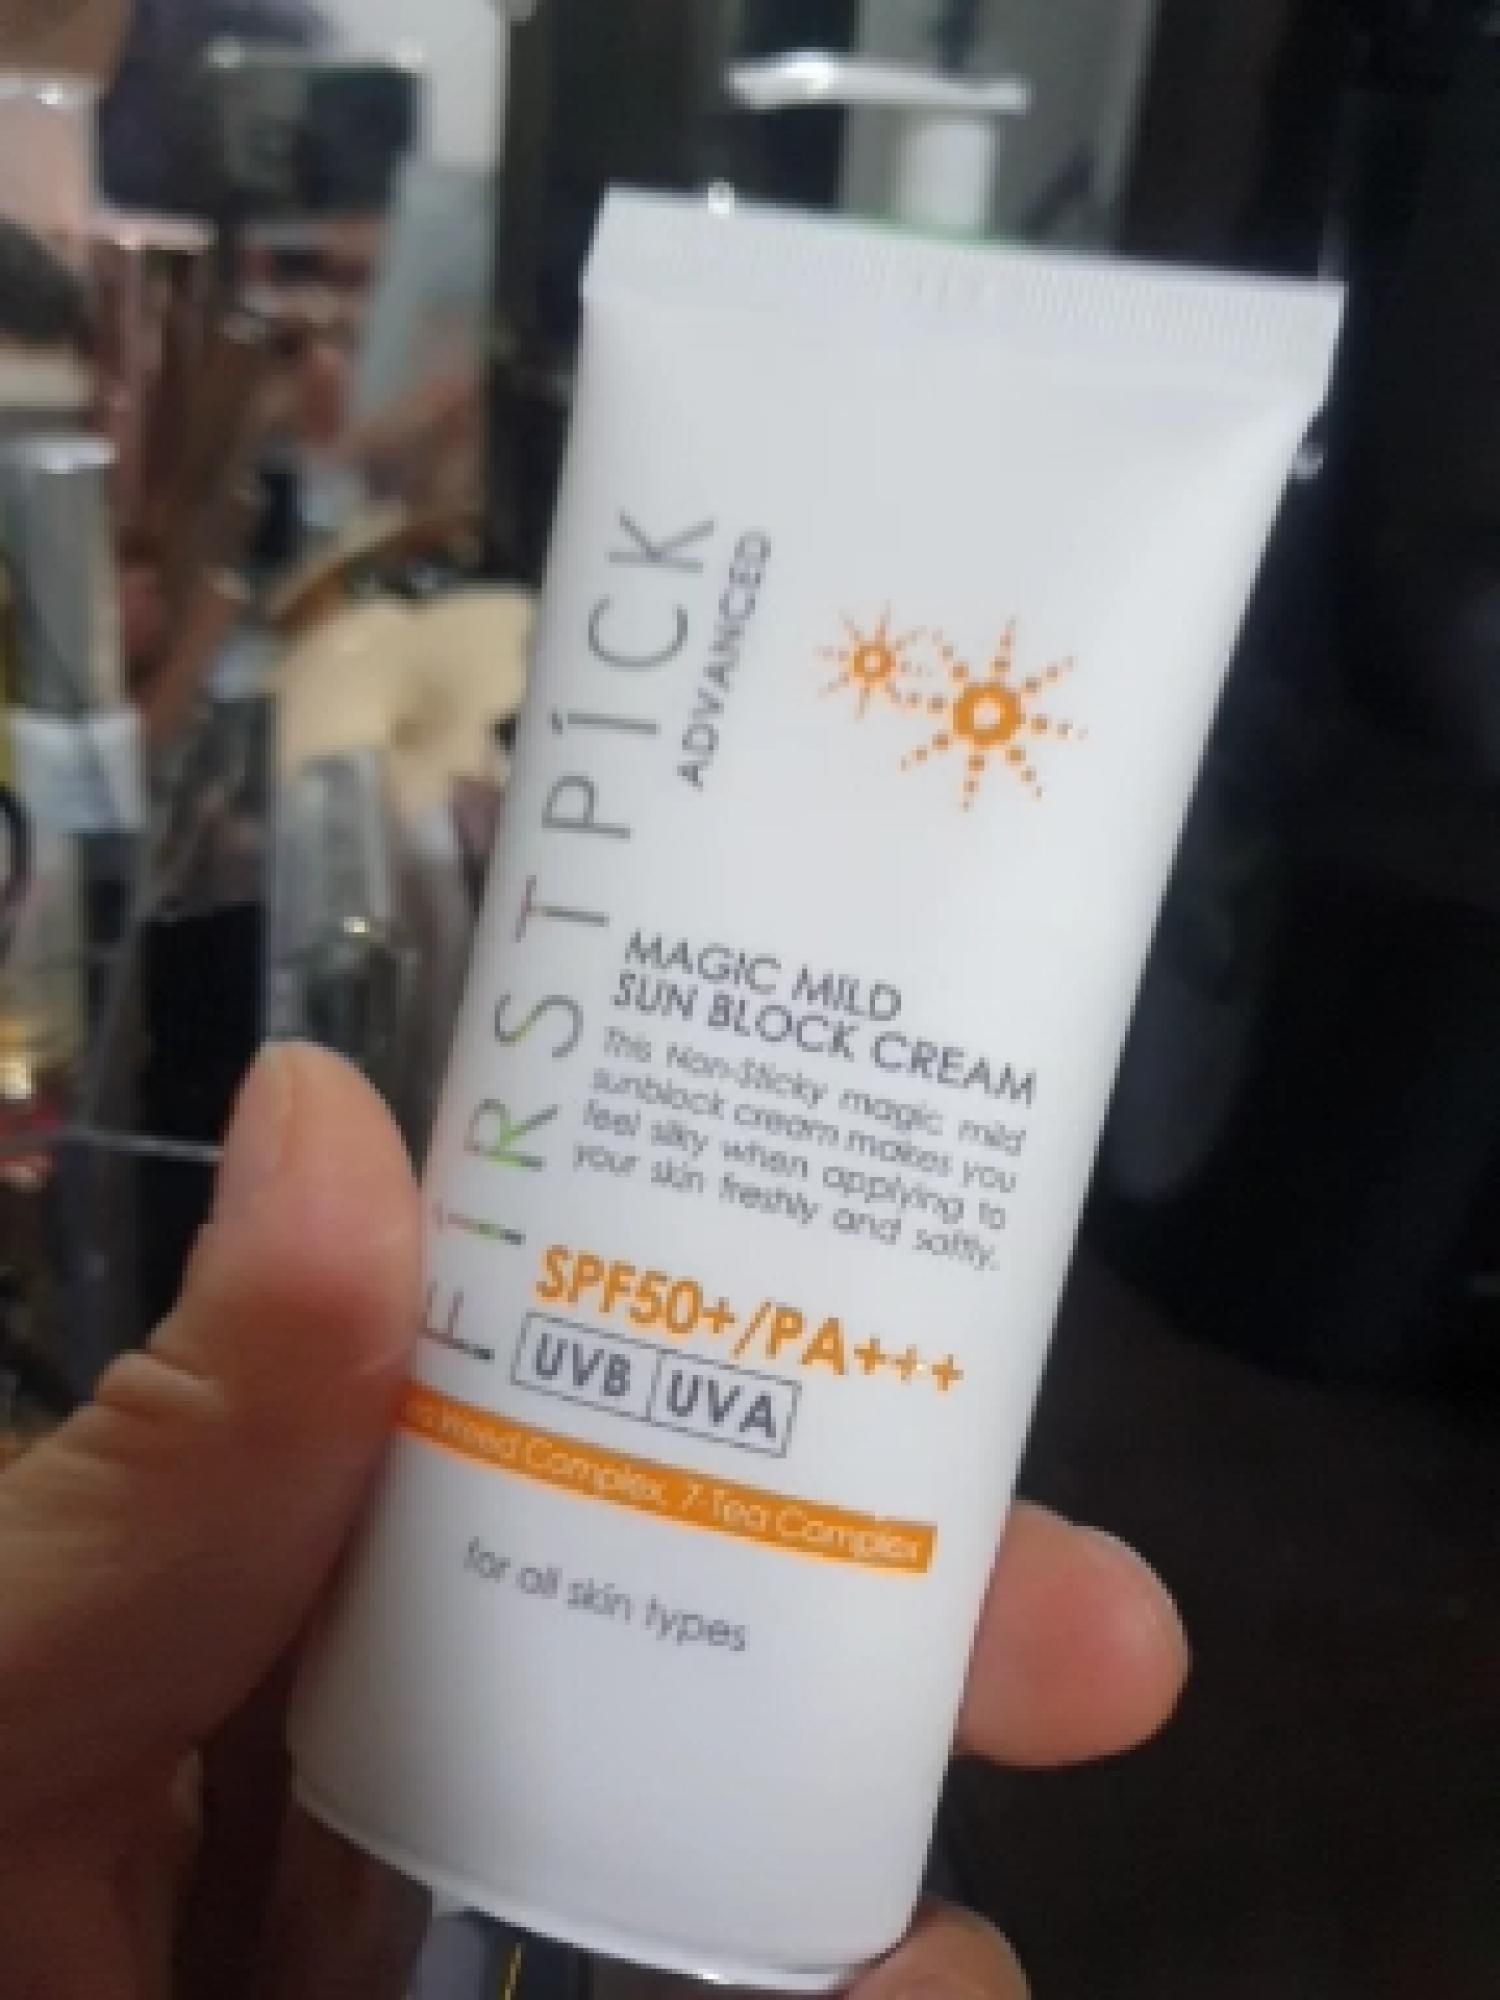 FiRSTPiCK
ADVANCED
MAGIC MILD
SUN BLOCK CREAM
This Non-Sticky magic mild
sunblock cream makes you
feel silky when applying to
your skin freshly and softly.
SPF50+/PA+++
UVB UVA
Complex, 7-Tea Complex
for all skin types